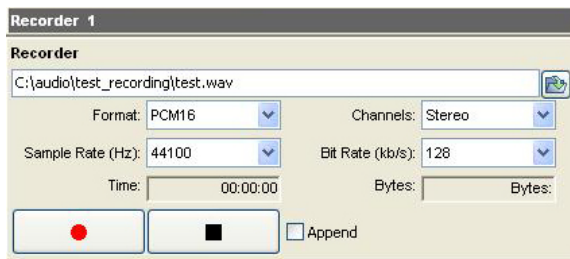 Recorder 1
Recorder
C:\audio\test_recording\test.wav
Format: PCM16 Channels: Stereo
Sample Rate (Hz): 44100 Bit Rate (kb/s): 128
Time: 00:00:00 Bytes: Bytes:
Append